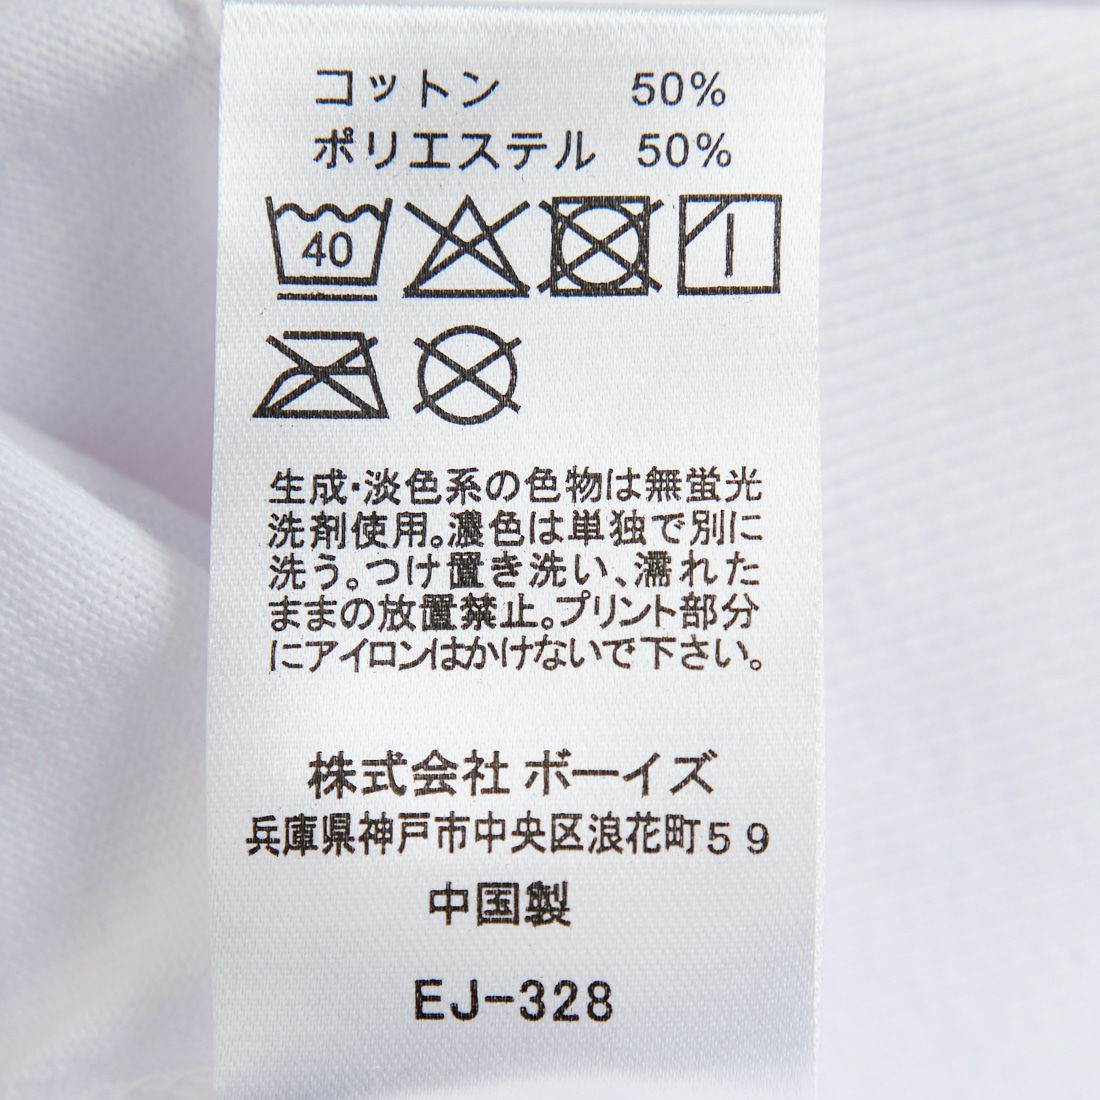 コットン 50%
ポリエステル 50%
40
生成・淡色系の色物は無蛍光
洗剤使用。濃色は単独で別に
洗う。つけ置き洗い、濡れた
ままの放置禁止。プリント部分
にアイロンはかけないで下さい。
株式会社 ボーイズ
兵庫県神戸市中央区浪花町59
中国製
EJ-328